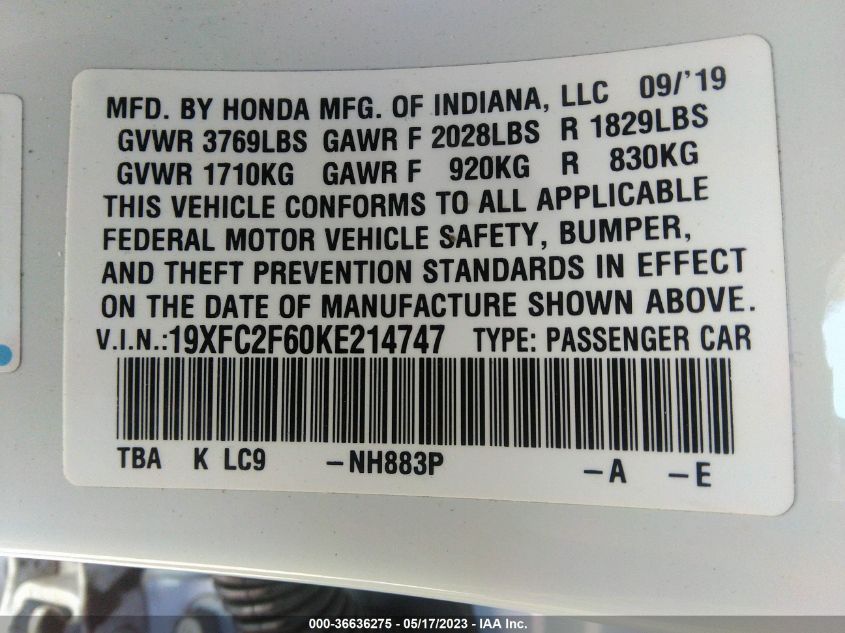 MFD. BY HONDA MFG. OF INDIANA, LLC 09/'19
GVWR 3769LBS GAWR F 2028LBS R 1829LBS
GVWR 1710KG GAWR F 920KG R 830KG
THIS VEHICLE CONFORMS TO ALL APPLICABLE
FEDERAL MOTOR VEHICLE SAFETY, BUMPER,
AND THEFT PREVENTION STANDARDS IN EFFECT
ON THE DATE OF MANUFACTURE SHOWN ABOVE.
V.I.N.:19XFC2F60KE214747 TYPE: PASSENGER CAR
TBA K LC9 -NH883P -A -E
000-36636275 - 05/17/2023 - IAA Inc.